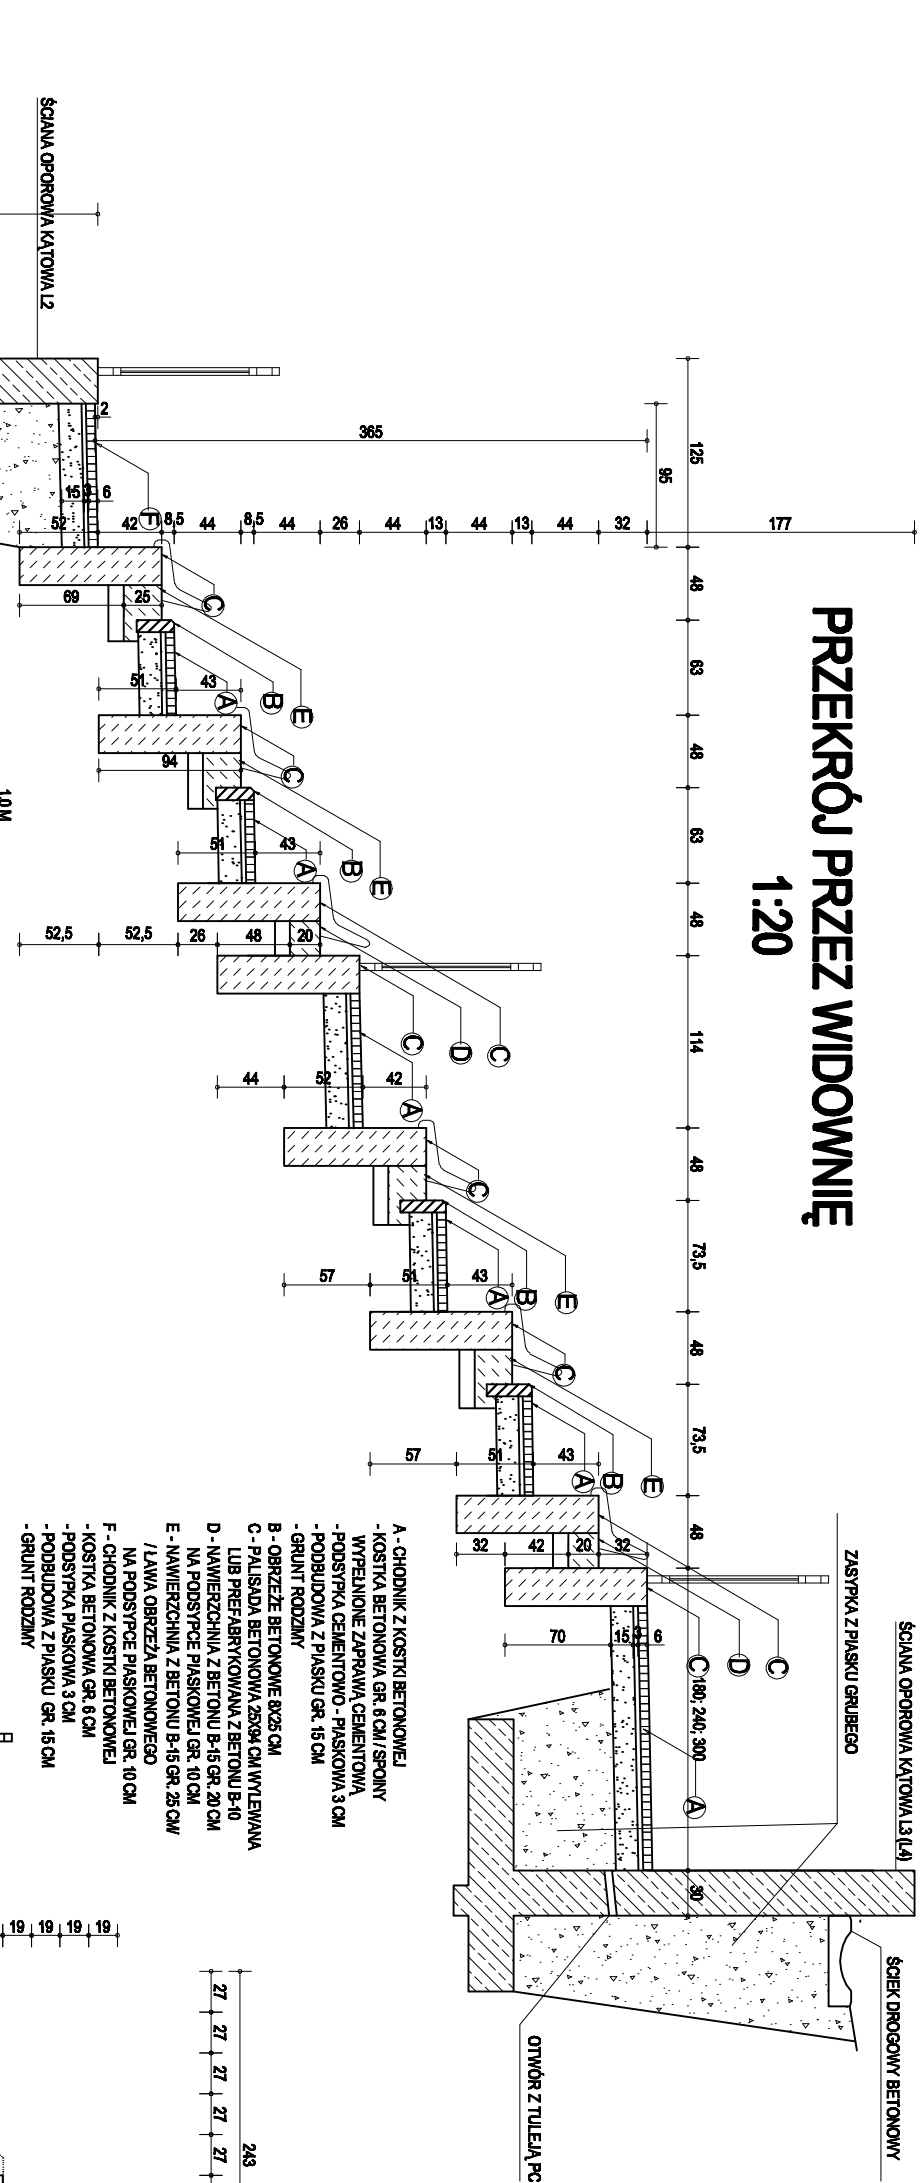 PRZEKRÓJ PRZEZ WIDOWNIĘ
1:20
ŚCIANA OPOROWA KĄTOWA L2
ŚCIANA OPOROWA KĄTOWA L3 (L4)
ZASYPKA Z PIASKU GRUBEGO
ŚCIEK DROGOWY BETONOWY
OTWÓR Z TULEJĄ PC
125 48 63 48 63 48 114 48 73,5 48 73,5 48 180; 240; 300 30
95
365
177
32
44
13
44
13
44
26
44
8,5
44
8,5
42
52
2
6
3
15
69 25
51 43
94
51 43
52,5 52,5 26 48 20
44 52 42
57 51 43
57 51 43
32 42 20 32
70 15 3 6
F
C
E
B
A
C
E
B
A
C
D
C
A
C
E
B
A
C
E
B
A
C
D
C
A
A - CHODNIK Z KOSTKI BETONOWEJ
- KOSTKA BETONOWA GR. 6 CM / SPOINY
WYPEŁNIONE ZAPRAWĄ CEMENTOWĄ
- PODSYPKA CEMENTOWO - PIASKOWA 3 CM
- PODBUDOWA Z PIASKU GR. 15 CM
- GRUNT RODZIMY
B - OBRZEŻE BETONOWE 8X25 CM
C - PALISADA BETONOWA 25X94 CM WYLEWANA
LUB PREFABRYKOWANA Z BETONU B-10
D - NAWIERZCHNIA Z BETONU B-15 GR. 20 CM
NA PODSYPCE PIASKOWEJ GR. 10 CM
E - NAWIERZCHNIA Z BETONU B-15 GR. 25 CM/
/ ŁAWA OBRZEŻA BETONOWEGO
NA PODSYPCE PIASKOWEJ GR. 10 CM
F - CHODNIK Z KOSTKI BETONOWEJ
- KOSTKA BETONOWA GR. 6 CM
- PODSYPKA PIASKOWA 3 CM
- PODBUDOWA Z PIASKU GR. 15 CM
- GRUNT RODZIMY
19 19 19 19
27 27 27 27 27
243
1,0 M